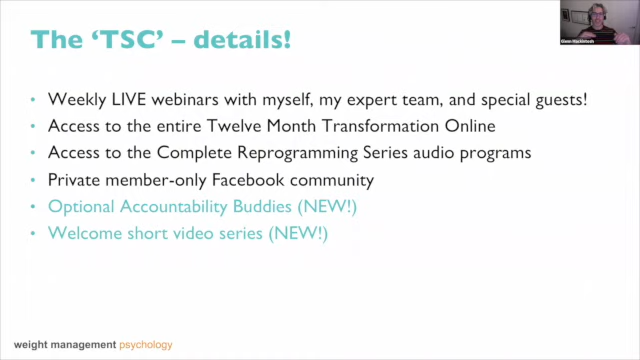 The ‘TSC’ – details!
• Weekly LIVE webinars with myself, my expert team, and special guests!
• Access to the entire Twelve Month Transformation Online
• Access to the Complete Reprogramming Series audio programs
• Private member-only Facebook community
• Optional Accountability Buddies (NEW!)
• Welcome short video series (NEW!)
weight management psychology
Glenn Mackintosh